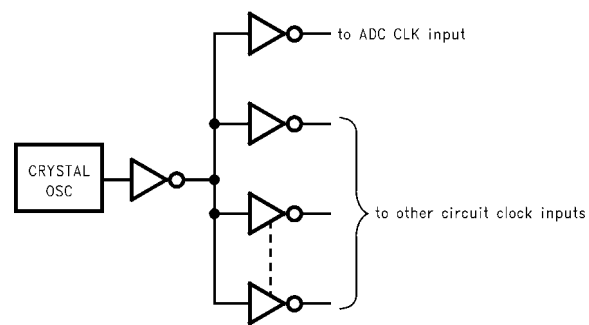 to ADC CLK input
CRYSTAL
OSC
to other circuit clock inputs